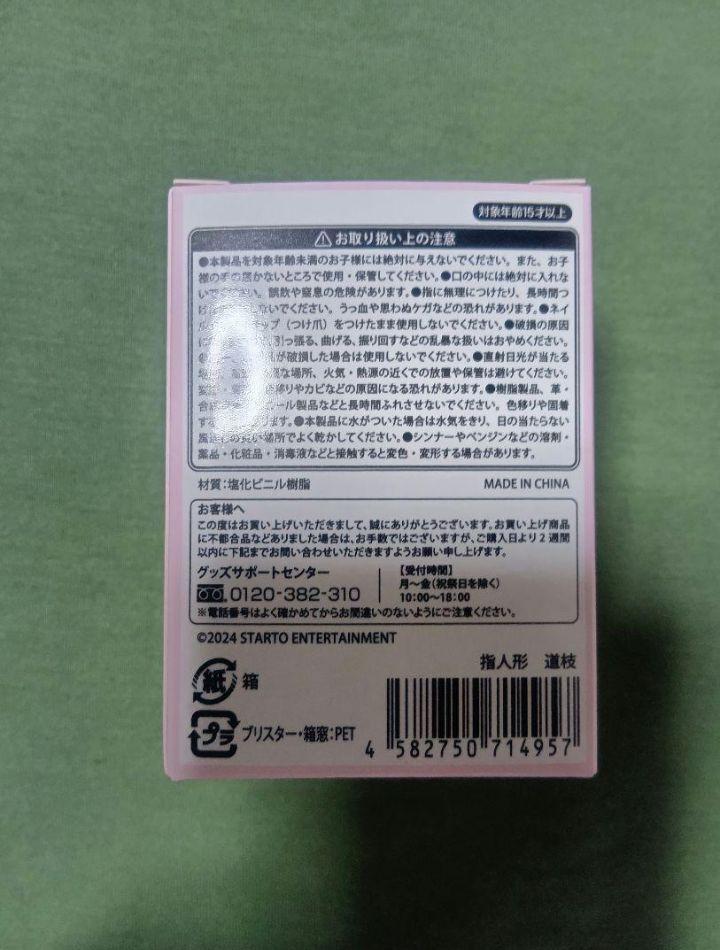 対象年齢15才以上
⚠お取り扱い上の注意
●本製品を対象年齢未満のお子様には絶対に与えないでください。また、お子
様の手の届かないところで使用・保管してください。●口の中には絶対に入れな
いでください。誤飲や窒息の危険があります。●指に無理につけたり、長時間つ
しないでください。うっ血や思わぬケガなどの恐れがあります。●ネイ
ップ（つけ爪）をつけたまま使用しないでください。●破損の原因
引っ張る、曲げる、振り回すなどの乱暴な扱いはおやめください。
が破損した場合は使用しないでください。●直射日光が当たる
な場所、火気・熱源の近くでの放置や保管は避けてください。
色移りやカビなどの原因になる恐れがあります。●樹脂製品、革・
ール製品などと長時間ふれさせないでください。色移りや固着
ります。●本製品に水がついた場合は水気をきり、日の当たらない
場所でよく乾かしてください。●シンナーやベンジンなどの溶剤・
薬品・化粧品・消毒液などと接触すると変色・変形する場合があります。
材質：塩化ビニル樹脂 MADE IN CHINA
お客様へ
この度はお買い上げいただきまして、誠にありがとうございます。お買い上げ商品
に不都合品などありました場合は、お手数ではございますが、ご購入日より2週間
以内に下記までお問い合わせいただきますようお願い申し上げます。
グッズサポートセンター
0120-382-310
【受付時間】
月～金（祝祭日を除く）
10:00～18:00
※電話番号はよく確かめてからお間違いのないようにご注意ください。
©2024 STARTO ENTERTAINMENT
指人形 道枝
紙 箱
プラ ブリスター・箱窓：PET
4 582750 714957